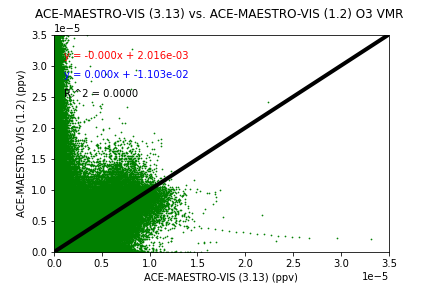 ACE-MAESTRO-VIS (3.13) vs. ACE-MAESTRO-VIS (1.2) O3 VMR
1e−5
3.5
y = -0.000x + 2.016e-03
y = 0.000x + -1.103e-02
R^2 = 0.0000
3.0
2.5
2.0
1.5
1.0
0.5
0.0
ACE-MAESTRO-VIS (1.2) (ppv)
0.0 0.5 1.0 1.5 2.0 2.5 3.0 3.5
ACE-MAESTRO-VIS (3.13) (ppv)
1e−5